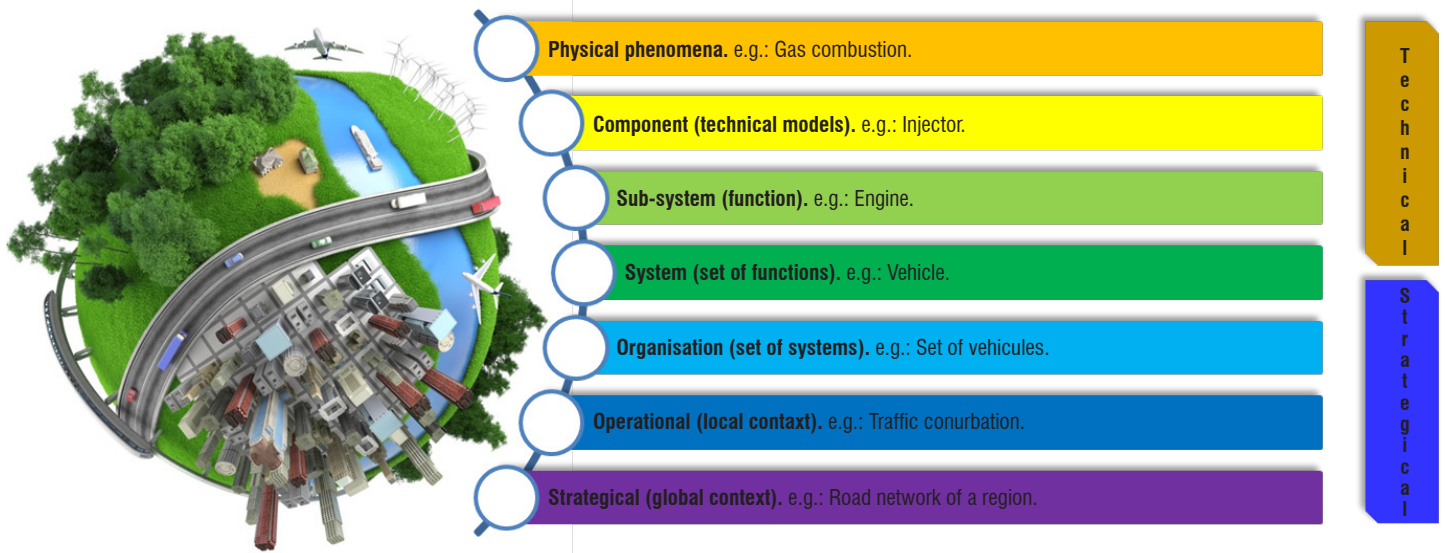 Physical phenomena. e.g.: Gas combustion.
Component (technical models). e.g.: Injector.
Sub-system (function). e.g.: Engine.
System (set of functions). e.g.: Vehicle.
Organisation (set of systems). e.g.: Set of vehicules.
Operational (local contaxt). e.g.: Traffic conurbation.
Strategical (global context). e.g.: Road network of a region.
Technical
Strategical